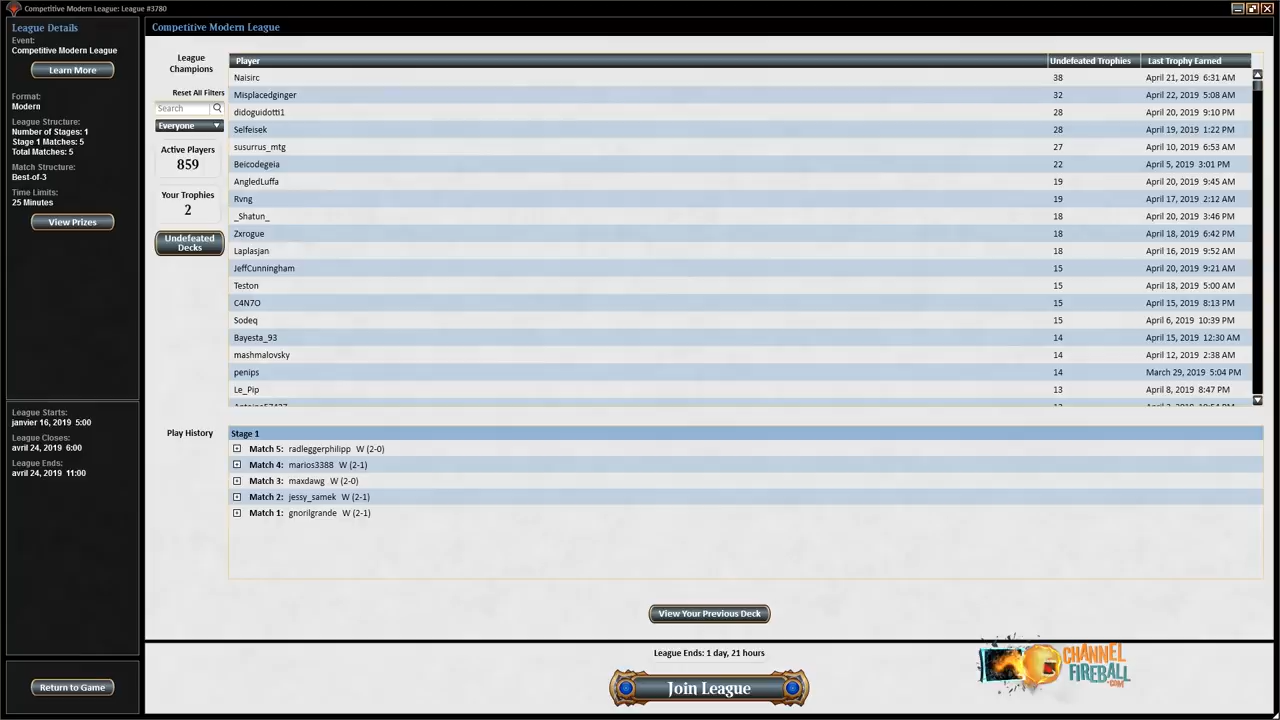 Competitive Modern League: League #3780
League Details
Event:
Competitive Modern League
Learn More
Format:
Modern
League Structure:
Number of Stages: 1
Stage 1 Matches: 5
Total Matches: 5
Match Structure:
Best-of-3
Time Limits:
25 Minutes
View Prizes
League Starts:
janvier 16, 2019 5:00
League Closes:
avril 24, 2019 6:00
League Ends:
avril 24, 2019 11:00
Return to Game
Competitive Modern League
League
Champions
Reset All Filters
Search
Everyone
Active Players
859
Your Trophies
2
Undefeated
Decks
Player Undefeated Trophies Last Trophy Earned
Naisirc 38 April 21, 2019 6:31 AM
Misplacedginger 32 April 22, 2019 5:08 AM
didoguidotti1 28 April 20, 2019 9:10 PM
Selfeisek 28 April 19, 2019 1:22 PM
susurrus_mtg 27 April 10, 2019 6:53 AM
Beicodegeia 22 April 5, 2019 3:01 PM
AngledLuffa 19 April 20, 2019 9:45 AM
Rvng 19 April 17, 2019 2:12 AM
_Shatun_ 18 April 20, 2019 3:46 PM
Zxrogue 18 April 18, 2019 6:42 PM
Laplasjan 18 April 16, 2019 9:52 AM
JeffCunningham 15 April 20, 2019 9:21 AM
Teston 15 April 18, 2019 5:00 AM
C4N7O 15 April 15, 2019 8:13 PM
Sodeq 15 April 6, 2019 10:39 PM
Bayesta_93 14 April 15, 2019 12:30 AM
mashmalovsky 14 April 12, 2019 2:38 AM
penips 14 March 29, 2019 5:04 PM
Le_Pip 13 April 8, 2019 8:47 PM
Play History
Stage 1
Match 5: radleggerphilipp W (2-0)
Match 4: marios3388 W (2-1)
Match 3: maxdawg W (2-0)
Match 2: jessy_samek W (2-1)
Match 1: gnorilgrande W (2-1)
View Your Previous Deck
League Ends: 1 day, 21 hours
Join League
CHANNEL
FIREBALL
.COM